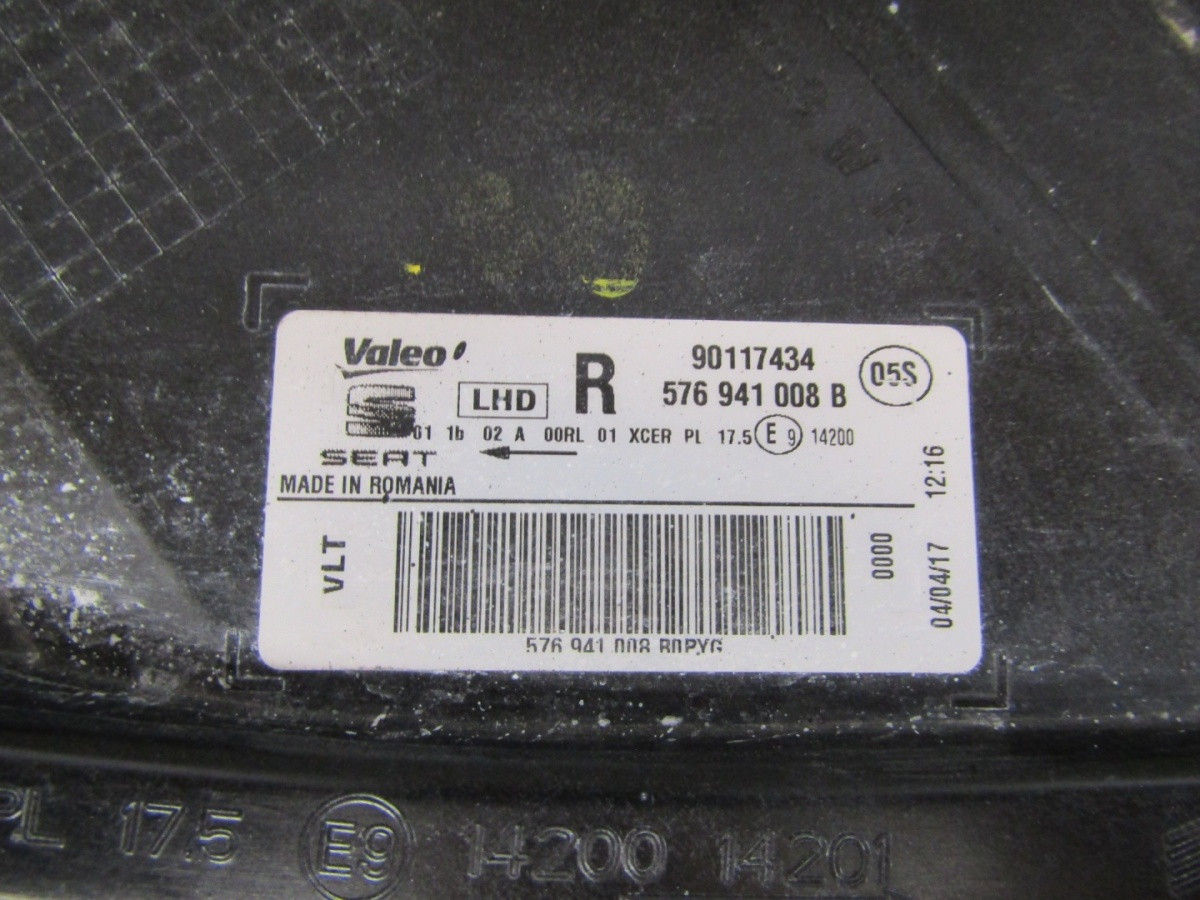 Valeo
LHD
R
90117434
576 941 008 B
05S
01 1b 02 A 00RL 01 XCER PL 17.5 E 9 14200
SEAT
MADE IN ROMANIA
VLT
0000
04/04/17 12:16
576 941 008 B0PYG
PL 17.5 E9 14200 14201